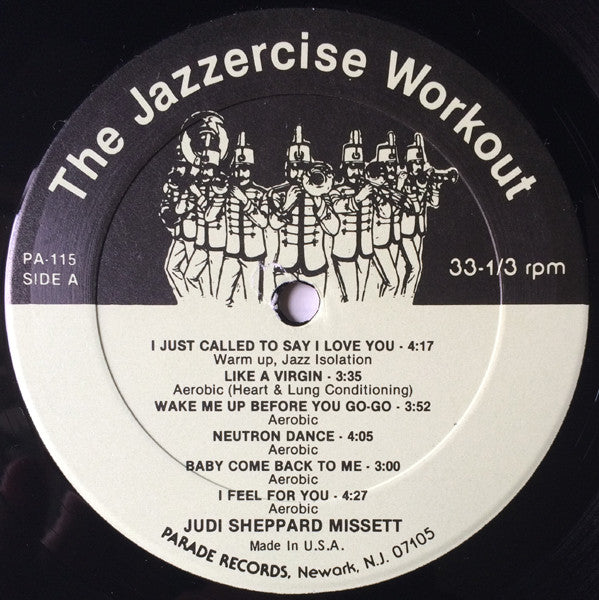 The Jazzercise Workout
PA-115
SIDE A
33-1/3 rpm
I JUST CALLED TO SAY I LOVE YOU - 4:17
Warm up, Jazz Isolation
LIKE A VIRGIN - 3:35
Aerobic (Heart & Lung Conditioning)
WAKE ME UP BEFORE YOU GO-GO - 3:52
Aerobic
NEUTRON DANCE - 4:05
Aerobic
BABY COME BACK TO ME - 3:00
Aerobic
I FEEL FOR YOU - 4:27
Aerobic
JUDI SHEPPARD MISSETT
Made In U.S.A.
PARADE RECORDS, Newark, N.J. 07105